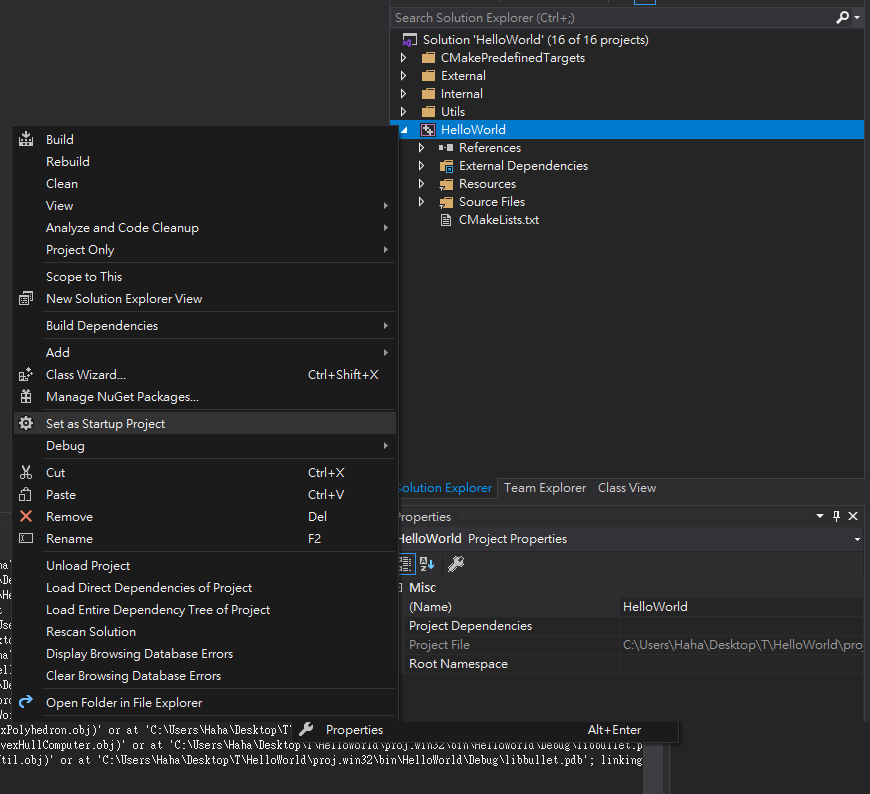 Search Solution Explorer (Ctrl+;)
Solution 'HelloWorld' (16 of 16 projects)
CMakePredefinedTargets
External
Internal
Utils
HelloWorld
References
External Dependencies
Resources
Source Files
CMakeLists.txt
Build
Rebuild
Clean
View
Analyze and Code Cleanup
Project Only
Scope to This
New Solution Explorer View
Build Dependencies
Add
Class Wizard... Ctrl+Shift+X
Manage NuGet Packages...
Set as Startup Project
Debug
Cut Ctrl+X
Paste Ctrl+V
Remove Del
Rename F2
Unload Project
Load Direct Dependencies of Project
Load Entire Dependency Tree of Project
Rescan Solution
Display Browsing Database Errors
Clear Browsing Database Errors
Open Folder in File Explorer
Properties Alt+Enter
Solution Explorer Team Explorer Class View
Properties
HelloWorld Project Properties
Misc
(Name) HelloWorld
Project Dependencies
Project File C:\Users\Haha\Desktop\T\HelloWorld\proj
Root Namespace
xPolyhedron.obj)' or at 'C:\Users\Haha\Desktop\T'
vexHullComputer.obj)' or at 'C:\Users\Haha\Desktop\T\HelloWorld\proj.win32\bin\HelloWorld\Debug\libbullet.p
til.obj)' or at 'C:\Users\Haha\Desktop\T\HelloWorld\proj.win32\bin\HelloWorld\Debug\libbullet.pdb'; linking